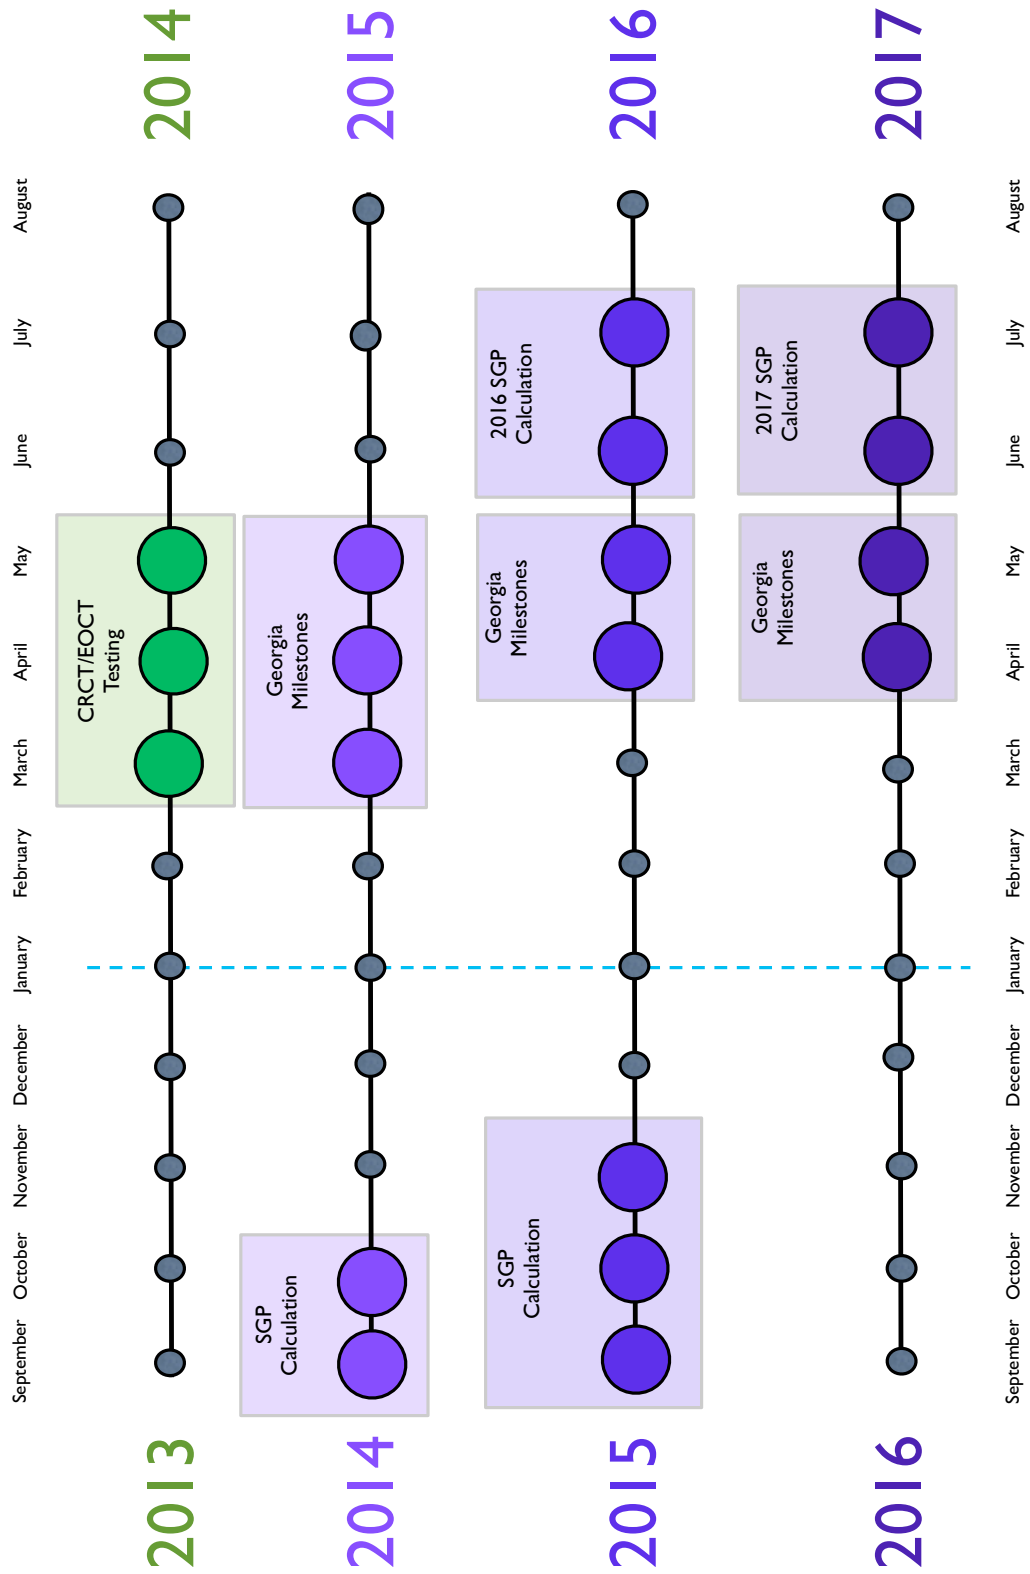 September October November December January February March April May June July August
2013
CRCT/EOCT
Testing
2014
2014
SGP
Calculation
Georgia
Milestones
2015
2015
SGP
Calculation
Georgia
Milestones
2016 SGP
Calculation
2016
2016
Georgia
Milestones
2017 SGP
Calculation
2017
September October November December January February March April May June July August